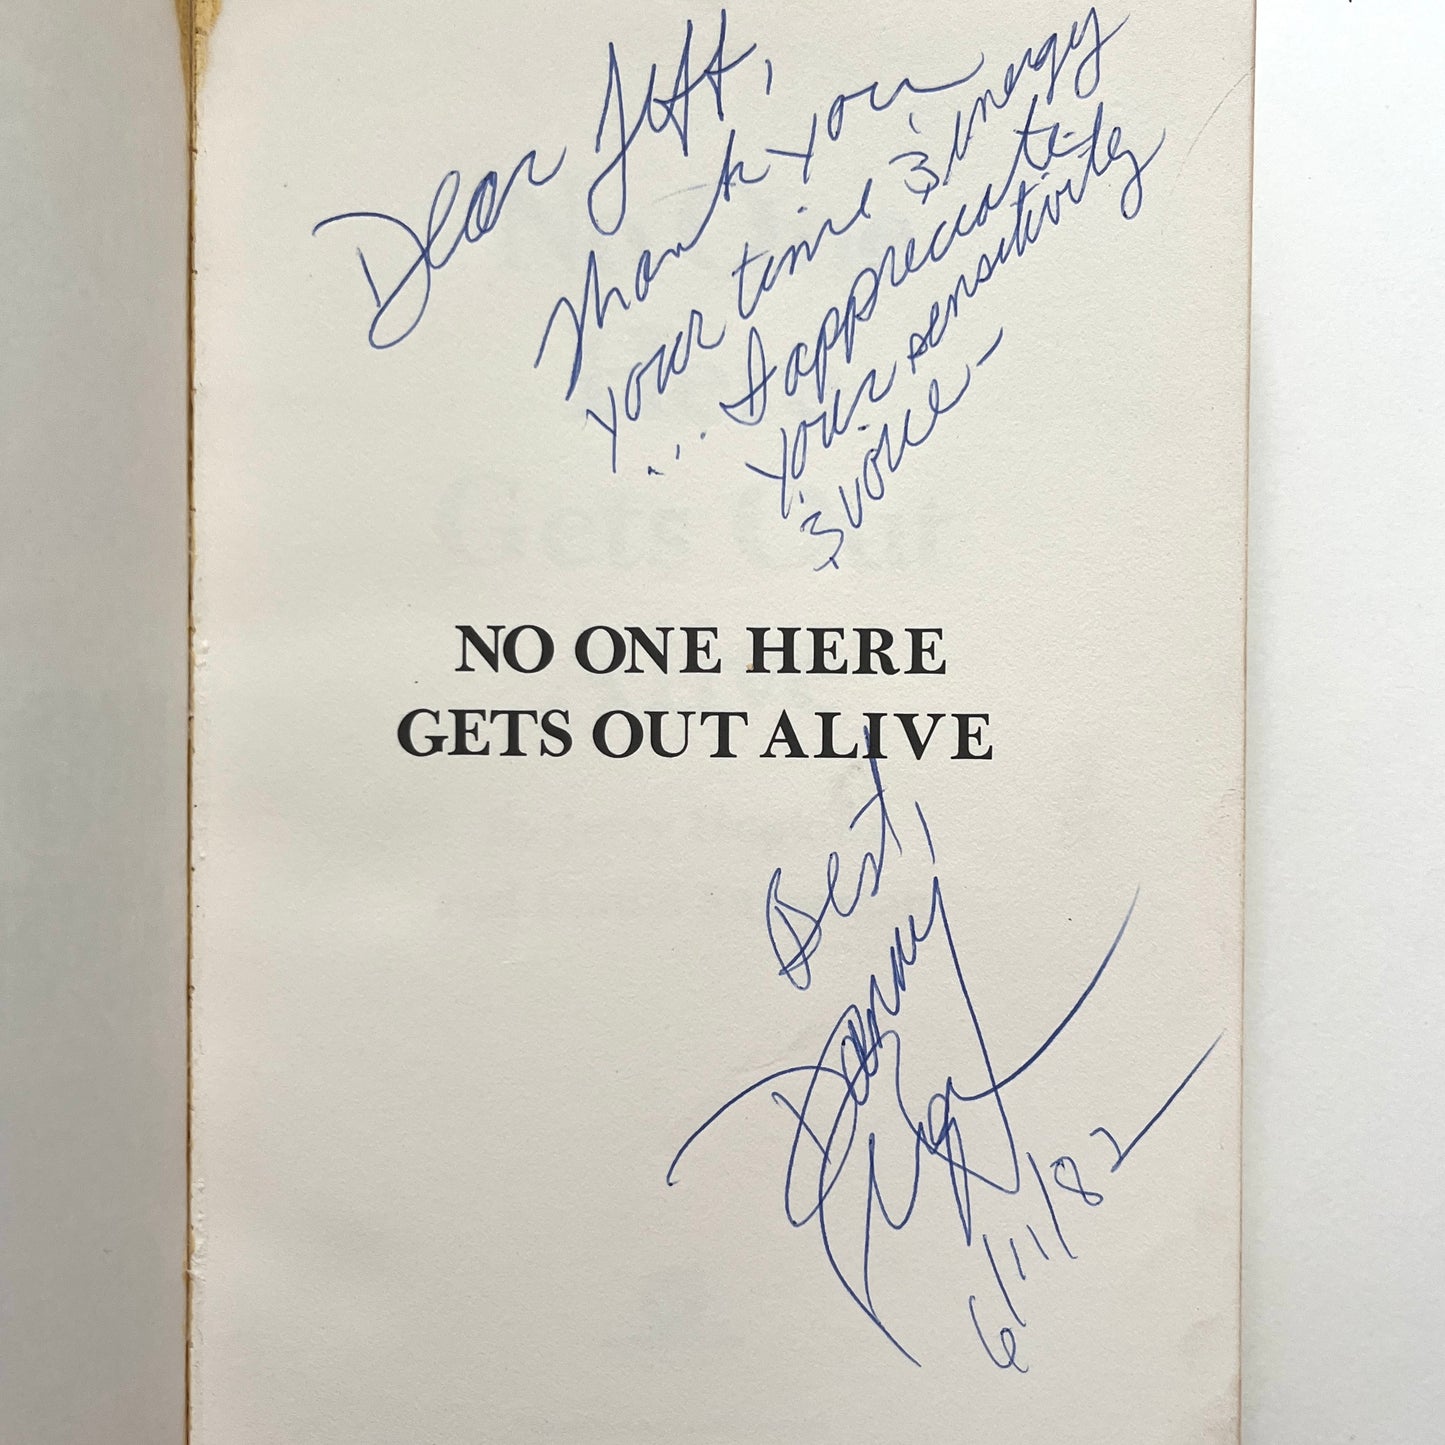 Dear Jeff,
Thank you
your time & energy
... I appreciate
your sensitivity
& voice -
NO ONE HERE
GETS OUT ALIVE
Best,
Danny
6/11/82